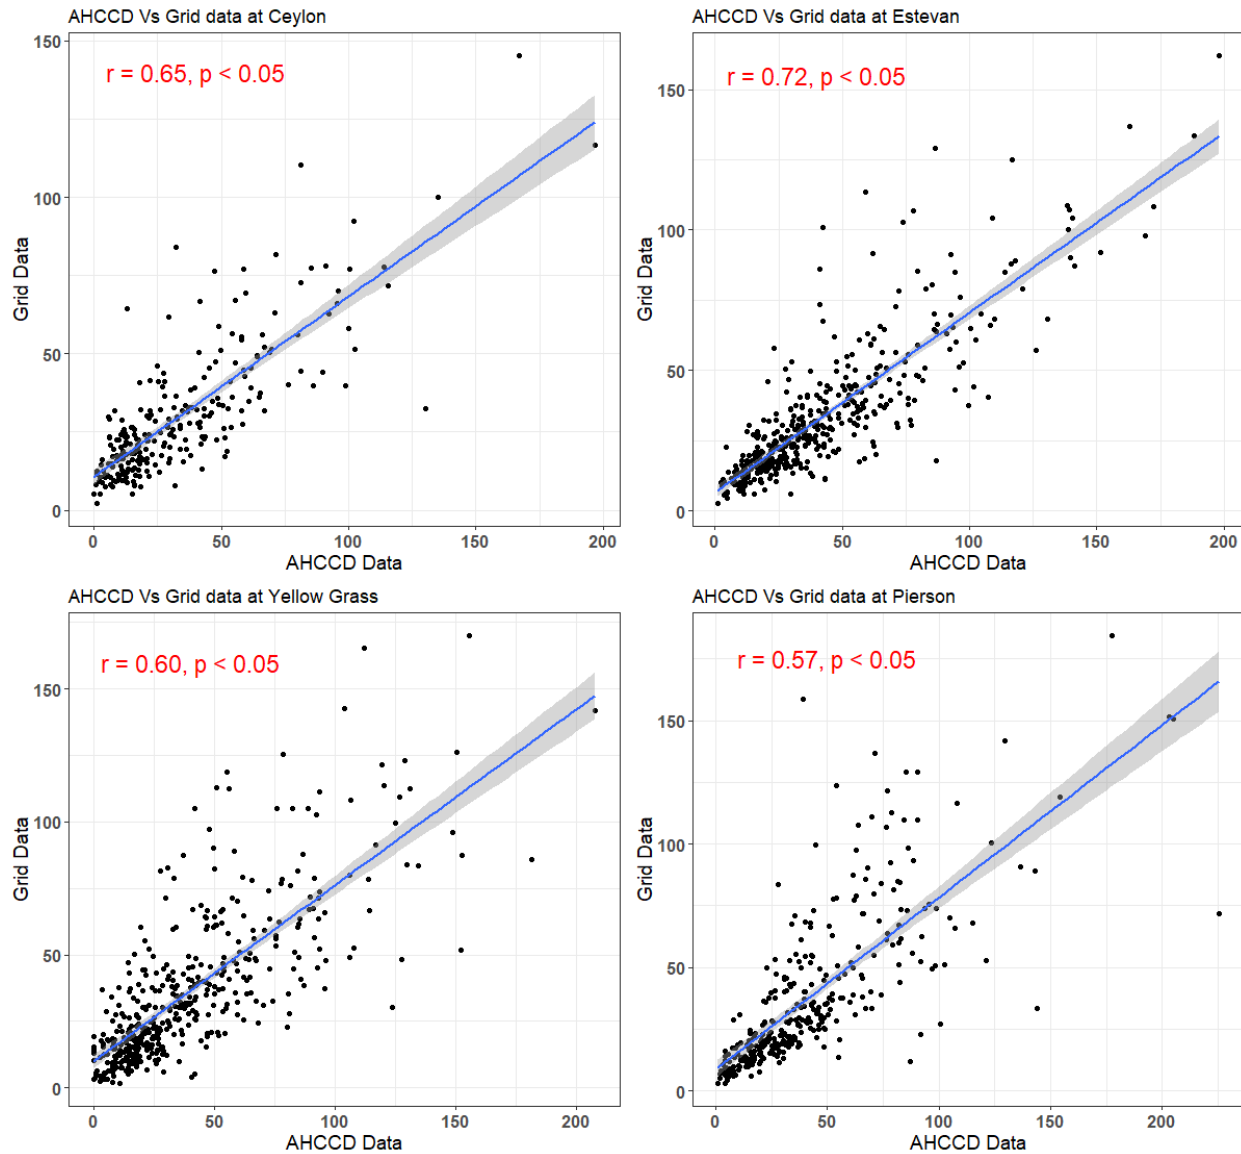 AHCCD Vs Grid data at Ceylon
r = 0.65, p < 0.05
150
100
50
0
Grid Data
0 50 100 150 200
AHCCD Data
AHCCD Vs Grid data at Estevan
r = 0.72, p < 0.05
150
100
50
0
Grid Data
0 50 100 150 200
AHCCD Data
AHCCD Vs Grid data at Yellow Grass
r = 0.60, p < 0.05
150
100
50
0
Grid Data
0 50 100 150 200
AHCCD Data
AHCCD Vs Grid data at Pierson
r = 0.57, p < 0.05
150
100
50
0
Grid Data
0 50 100 150 200
AHCCD Data